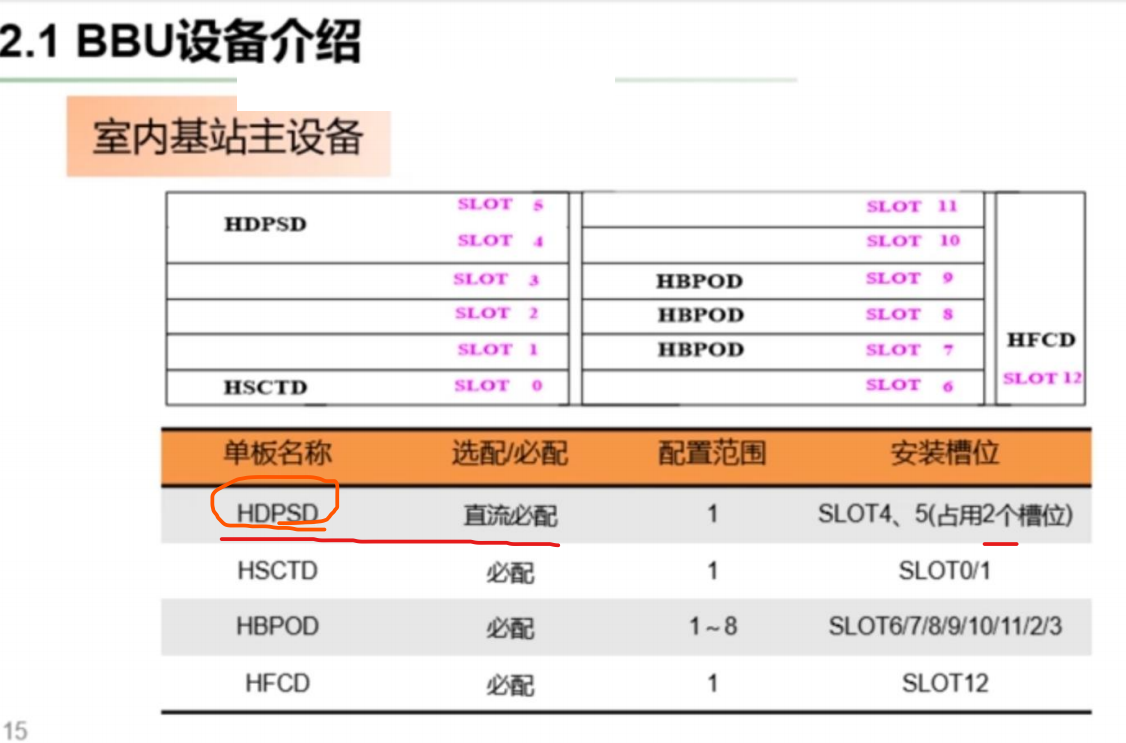 2.1 BBU设备介绍
室内基站主设备
HDPSD SLOT 5
SLOT 4
SLOT 3
SLOT 2
SLOT 1
HSCTD SLOT 0
SLOT 11
SLOT 10
HBPOD SLOT 9
HBPOD SLOT 8
HBPOD SLOT 7
SLOT 6
HFCD
SLOT 12
单板名称 选配/必配 配置范围 安装槽位
HDPSD 直流必配 1 SLOT4、5(占用2个槽位)
HSCTD 必配 1 SLOT0/1
HBPOD 必配 1~8 SLOT6/7/8/9/10/11/2/3
HFCD 必配 1 SLOT12
15